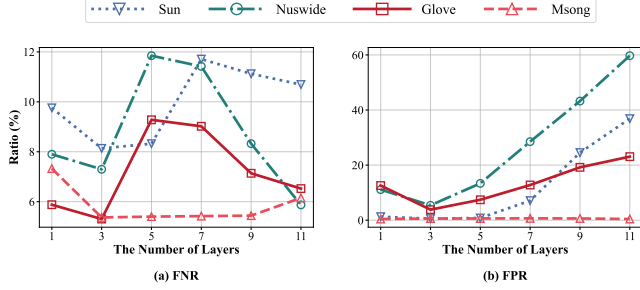 Sun Nuswide Glove Msong
12
10
8
6
Ratio (%)
1 3 5 7 9 11
The Number of Layers
(a) FNR
60
40
20
0
1 3 5 7 9 11
The Number of Layers
(b) FPR